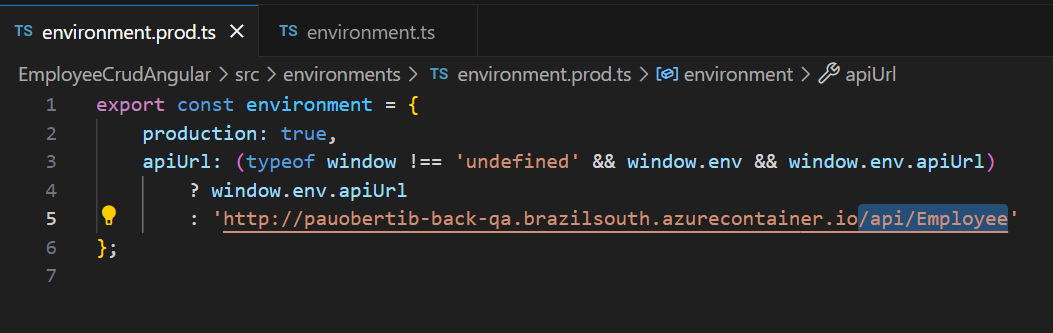 TS environment.prod.ts × TS environment.ts
EmployeeCrudAngular > src > environments > TS environment.prod.ts > environment > apiUrl
1 export const environment = {
2 production: true,
3 apiUrl: (typeof window !== 'undefined' && window.env && window.env.apiUrl)
4 ? window.env.apiUrl
5 : 'http://pauobertib-back-qa.brazilsouth.azurecontainer.io/api/Employee'
6 };
7